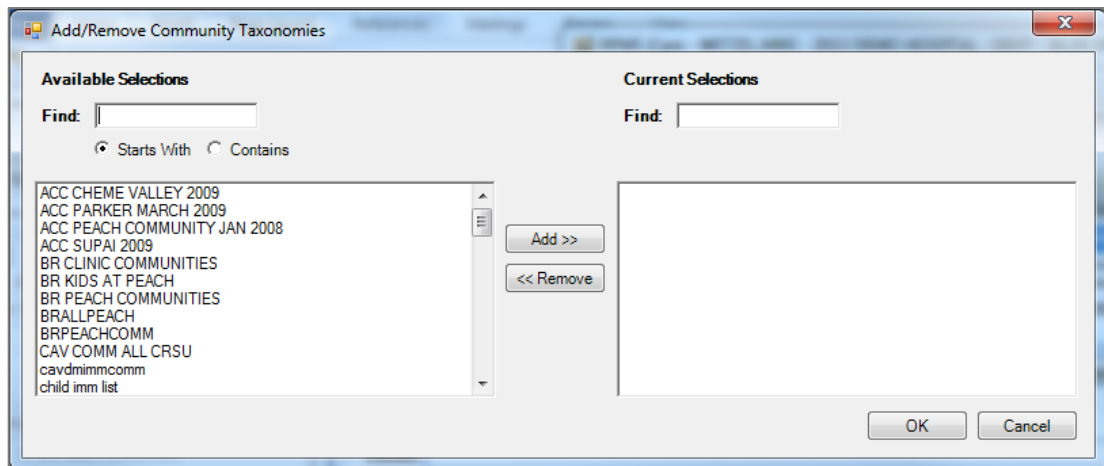 Add/Remove Community Taxonomies
Available Selections
Current Selections
Find:
Find:
Starts With
Contains
ACC CHEME VALLEY 2009
ACC PARKER MARCH 2009
ACC PEACH COMMUNITY JAN 2008
ACC SUPAI 2009
BR CLINIC COMMUNITIES
BR KIDS AT PEACH
BR PEACH COMMUNITIES
BRALLPEACH
BRPEACHCOMM
CAV COMM ALL CRSU
cavdmimmcomm
child imm list
Add >>
<< Remove
OK
Cancel